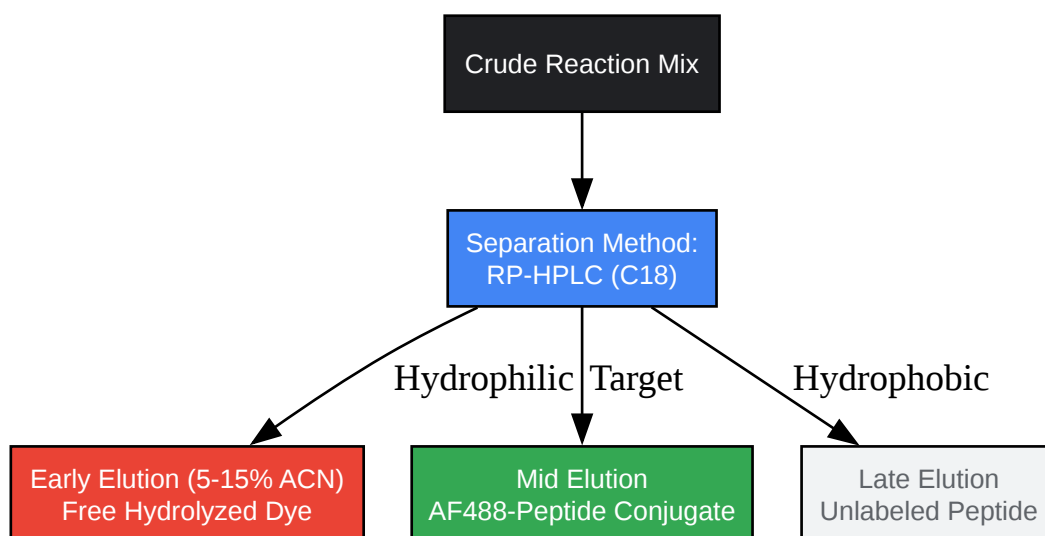 Crude Reaction Mix
Separation Method:
RP-HPLC (C18)
Hydrophilic
Target
Hydrophobic
Early Elution (5-15% ACN)
Free Hydrolyzed Dye
Mid Elution
AF488-Peptide Conjugate
Late Elution
Unlabeled Peptide